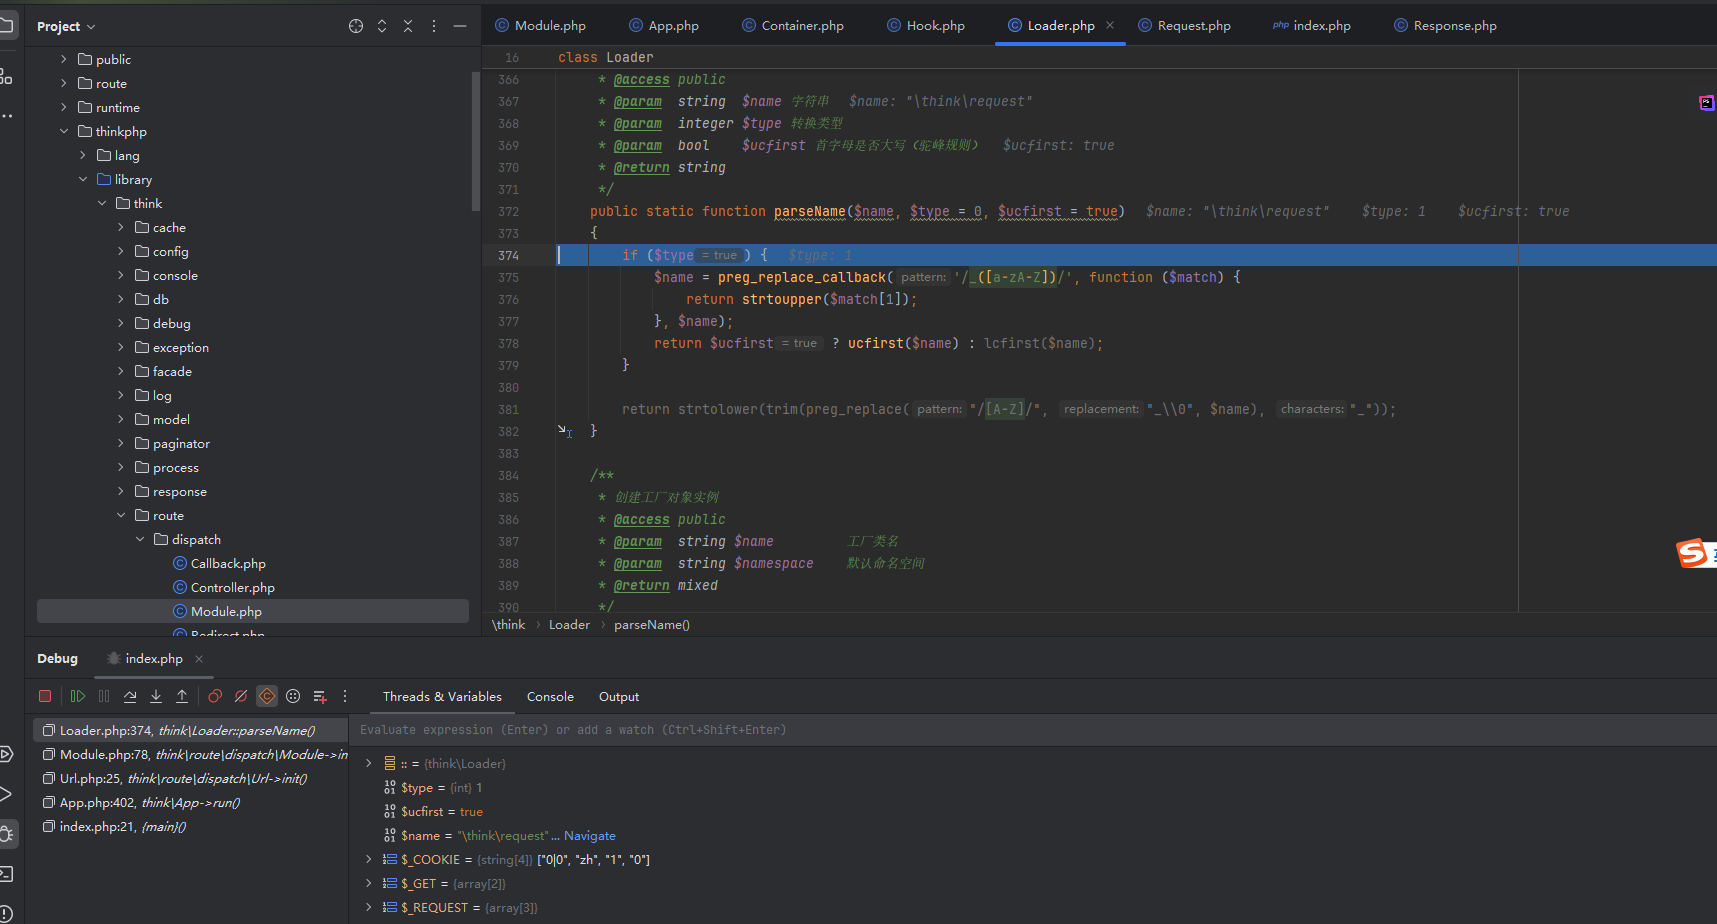 Project
public
route
runtime
thinkphp
lang
library
think
cache
config
console
db
debug
exception
facade
log
model
paginator
process
response
route
dispatch
Callback.php
Controller.php
Module.php
Redirect.php
Module.php App.php Container.php Hook.php Loader.php Request.php php index.php Response.php
16 class Loader
366 * @access public
367 * @param string $name 字符串 $name: "\think\request"
368 * @param integer $type 转换类型
369 * @param bool $ucfirst 首字母是否大写（驼峰规则） $ucfirst: true
370 * @return string
371 */
372 public static function parseName($name, $type = 0, $ucfirst = true) $name: "\think\request" $type: 1 $ucfirst: true
373 {
374 if ($type = true ) { $type: 1
375 $name = preg_replace_callback( pattern: '/_([a-zA-Z])/', function ($match) {
376 return strtoupper($match[1]);
377 }, $name);
378 return $ucfirst = true ? ucfirst($name) : lcfirst($name);
379 }
380
381 return strtolower(trim(preg_replace( pattern: "/[A-Z]/", replacement: "_\\0", $name), characters: "_"));
382 }
383
384 /**
385 * 创建工厂对象实例
386 * @access public
387 * @param string $name 工厂类名
388 * @param string $namespace 默认命名空间
389 * @return mixed
390 */
\think › Loader › parseName()
Debug index.php
Threads & Variables Console Output
Loader.php:374, think\Loader::parseName()
Module.php:78, think\route\dispatch\Module->in
Url.php:25, think\route\dispatch\Url->init()
App.php:402, think\App->run()
index.php:21, {main}()
Evaluate expression (Enter) or add a watch (Ctrl+Shift+Enter)
:: = {think\Loader}
$type = {int} 1
$ucfirst = true
$name = "\think\request"... Navigate
$_COOKIE = {string[4]} ["0|0", "zh", "1", "0"]
$_GET = {array[2]}
$_REQUEST = {array[3]}